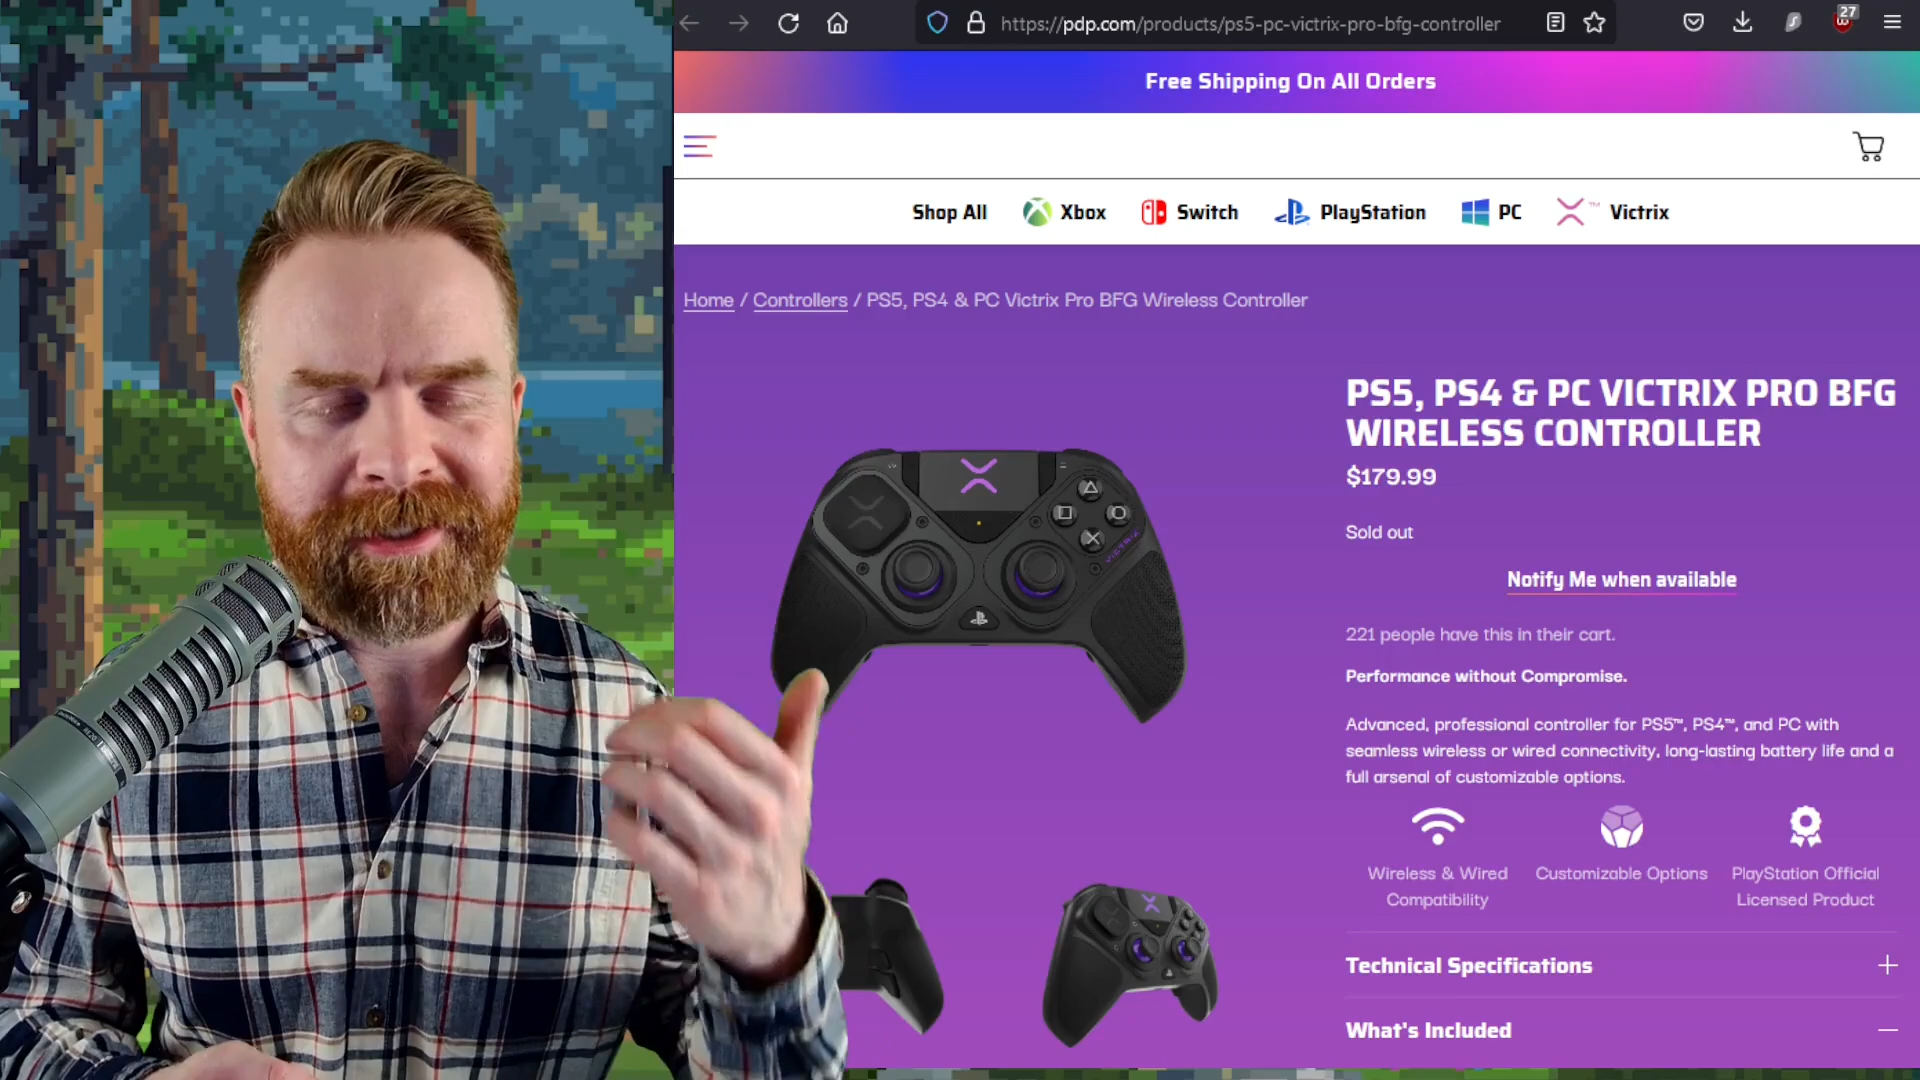 https://pdp.com/products/ps5-pc-victrix-pro-bfg-controller
27
Free Shipping On All Orders
Shop All
Xbox
Switch
PlayStation
PC
Victrix
Home / Controllers / PS5, PS4 & PC Victrix Pro BFG Wireless Controller
PS5, PS4 & PC VICTRIX PRO BFG
WIRELESS CONTROLLER
$179.99
Sold out
Notify Me when available
221 people have this in their cart.
Performance without Compromise.
Advanced, professional controller for PS5™, PS4™, and PC with
seamless wireless or wired connectivity, long-lasting battery life and a
full arsenal of customizable options.
Wireless & Wired
Compatibility
Customizable Options
PlayStation Official
Licensed Product
Technical Specifications
What's Included
VICTRIX